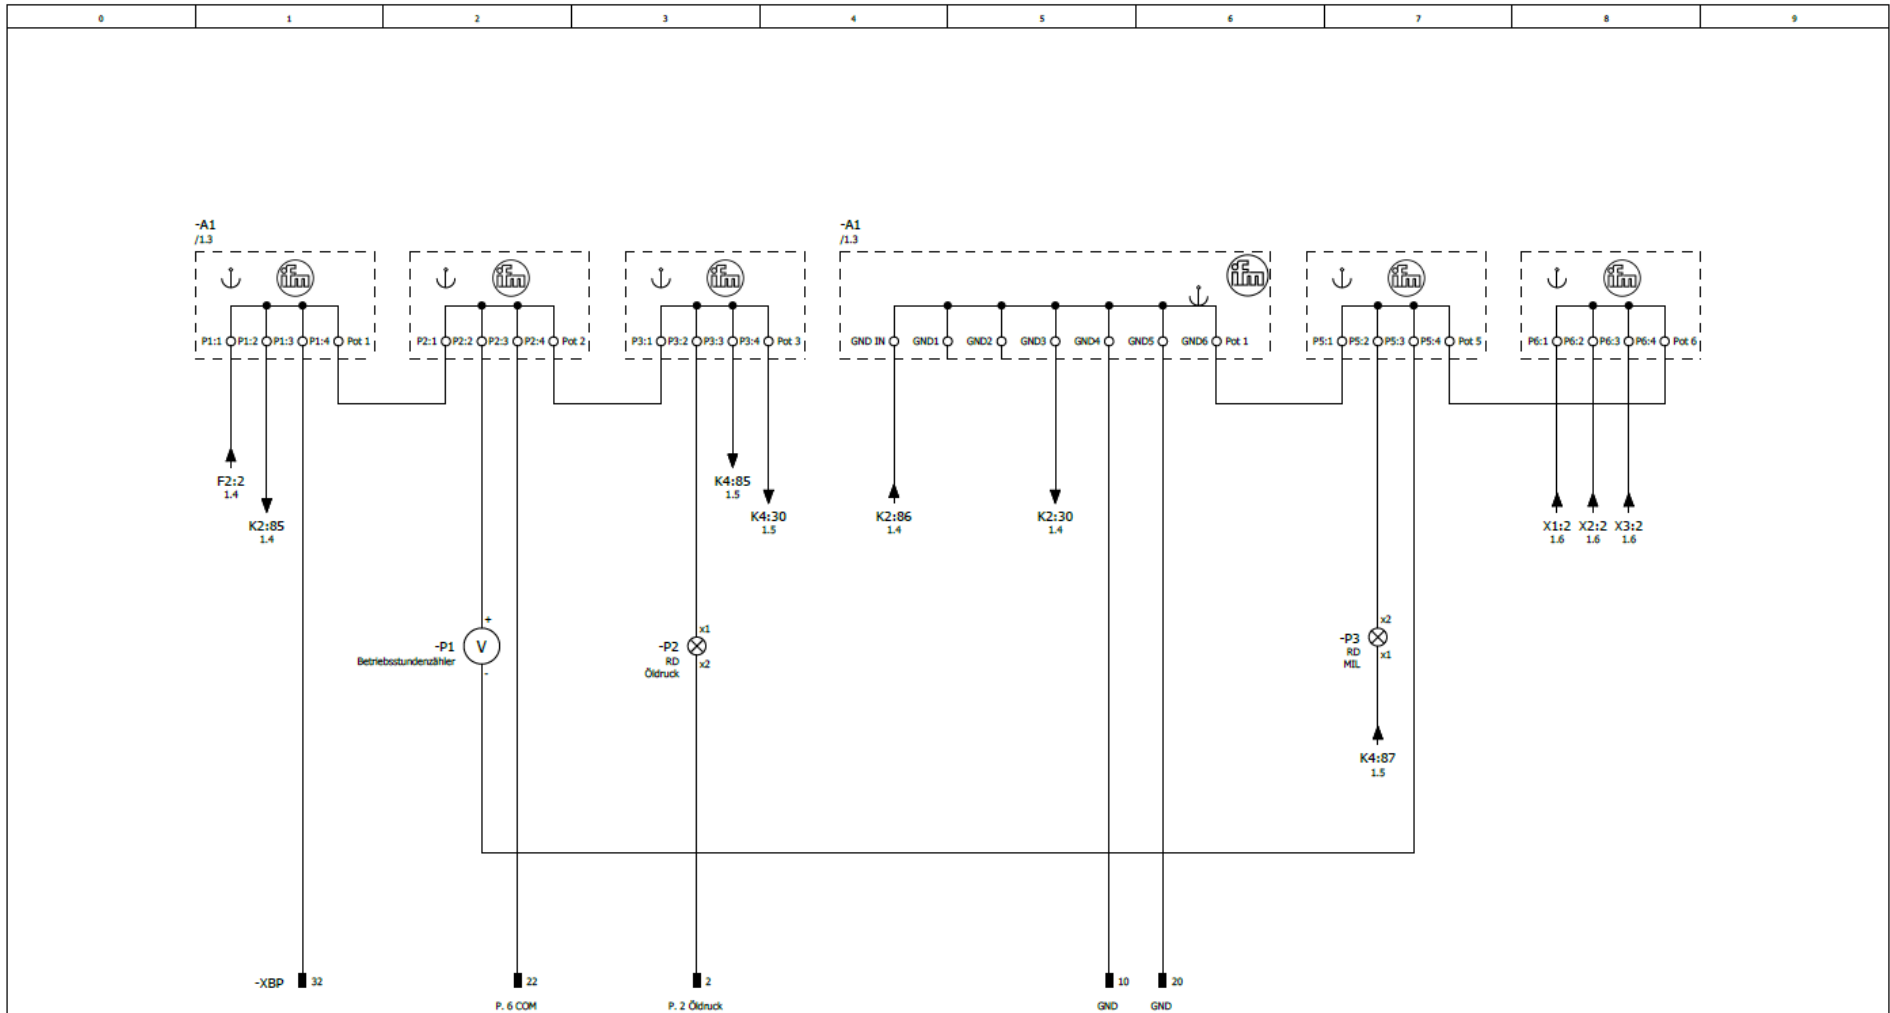 0 1 2 3 4 5 6 7 8 9
-A1 -A1
/1.3 /1.3
ifm ifm ifm ifm ifm ifm
P1:1 P1:2 P1:3 P1:4 Pot 1 P2:1 P2:2 P2:3 P2:4 Pot 2 P3:1 P3:2 P3:3 P3:4 Pot 3 GND IN GND1 GND2 GND3 GND4 GND5 GND6 Pot 1 P5:1 P5:2 P5:3 P5:4 Pot 5 P6:1 P6:2 P6:3 P6:4 Pot 6
F2:2 K4:85
1.4 1.5
K4:30 K2:86 K2:30
1.5 1.4 1.4
K2:85 X1:2 X2:2 X3:2
1.4 1.6 1.6 1.6
+ x1 x2
-P1 V -P2 -P3
Betriebsstundenzähler RD x2 RD x1
- Öldruck MIL
K4:87
1.5
-XBP 32 22 2 10 20
P. 6 COM P. 2 Öldruck GND GND